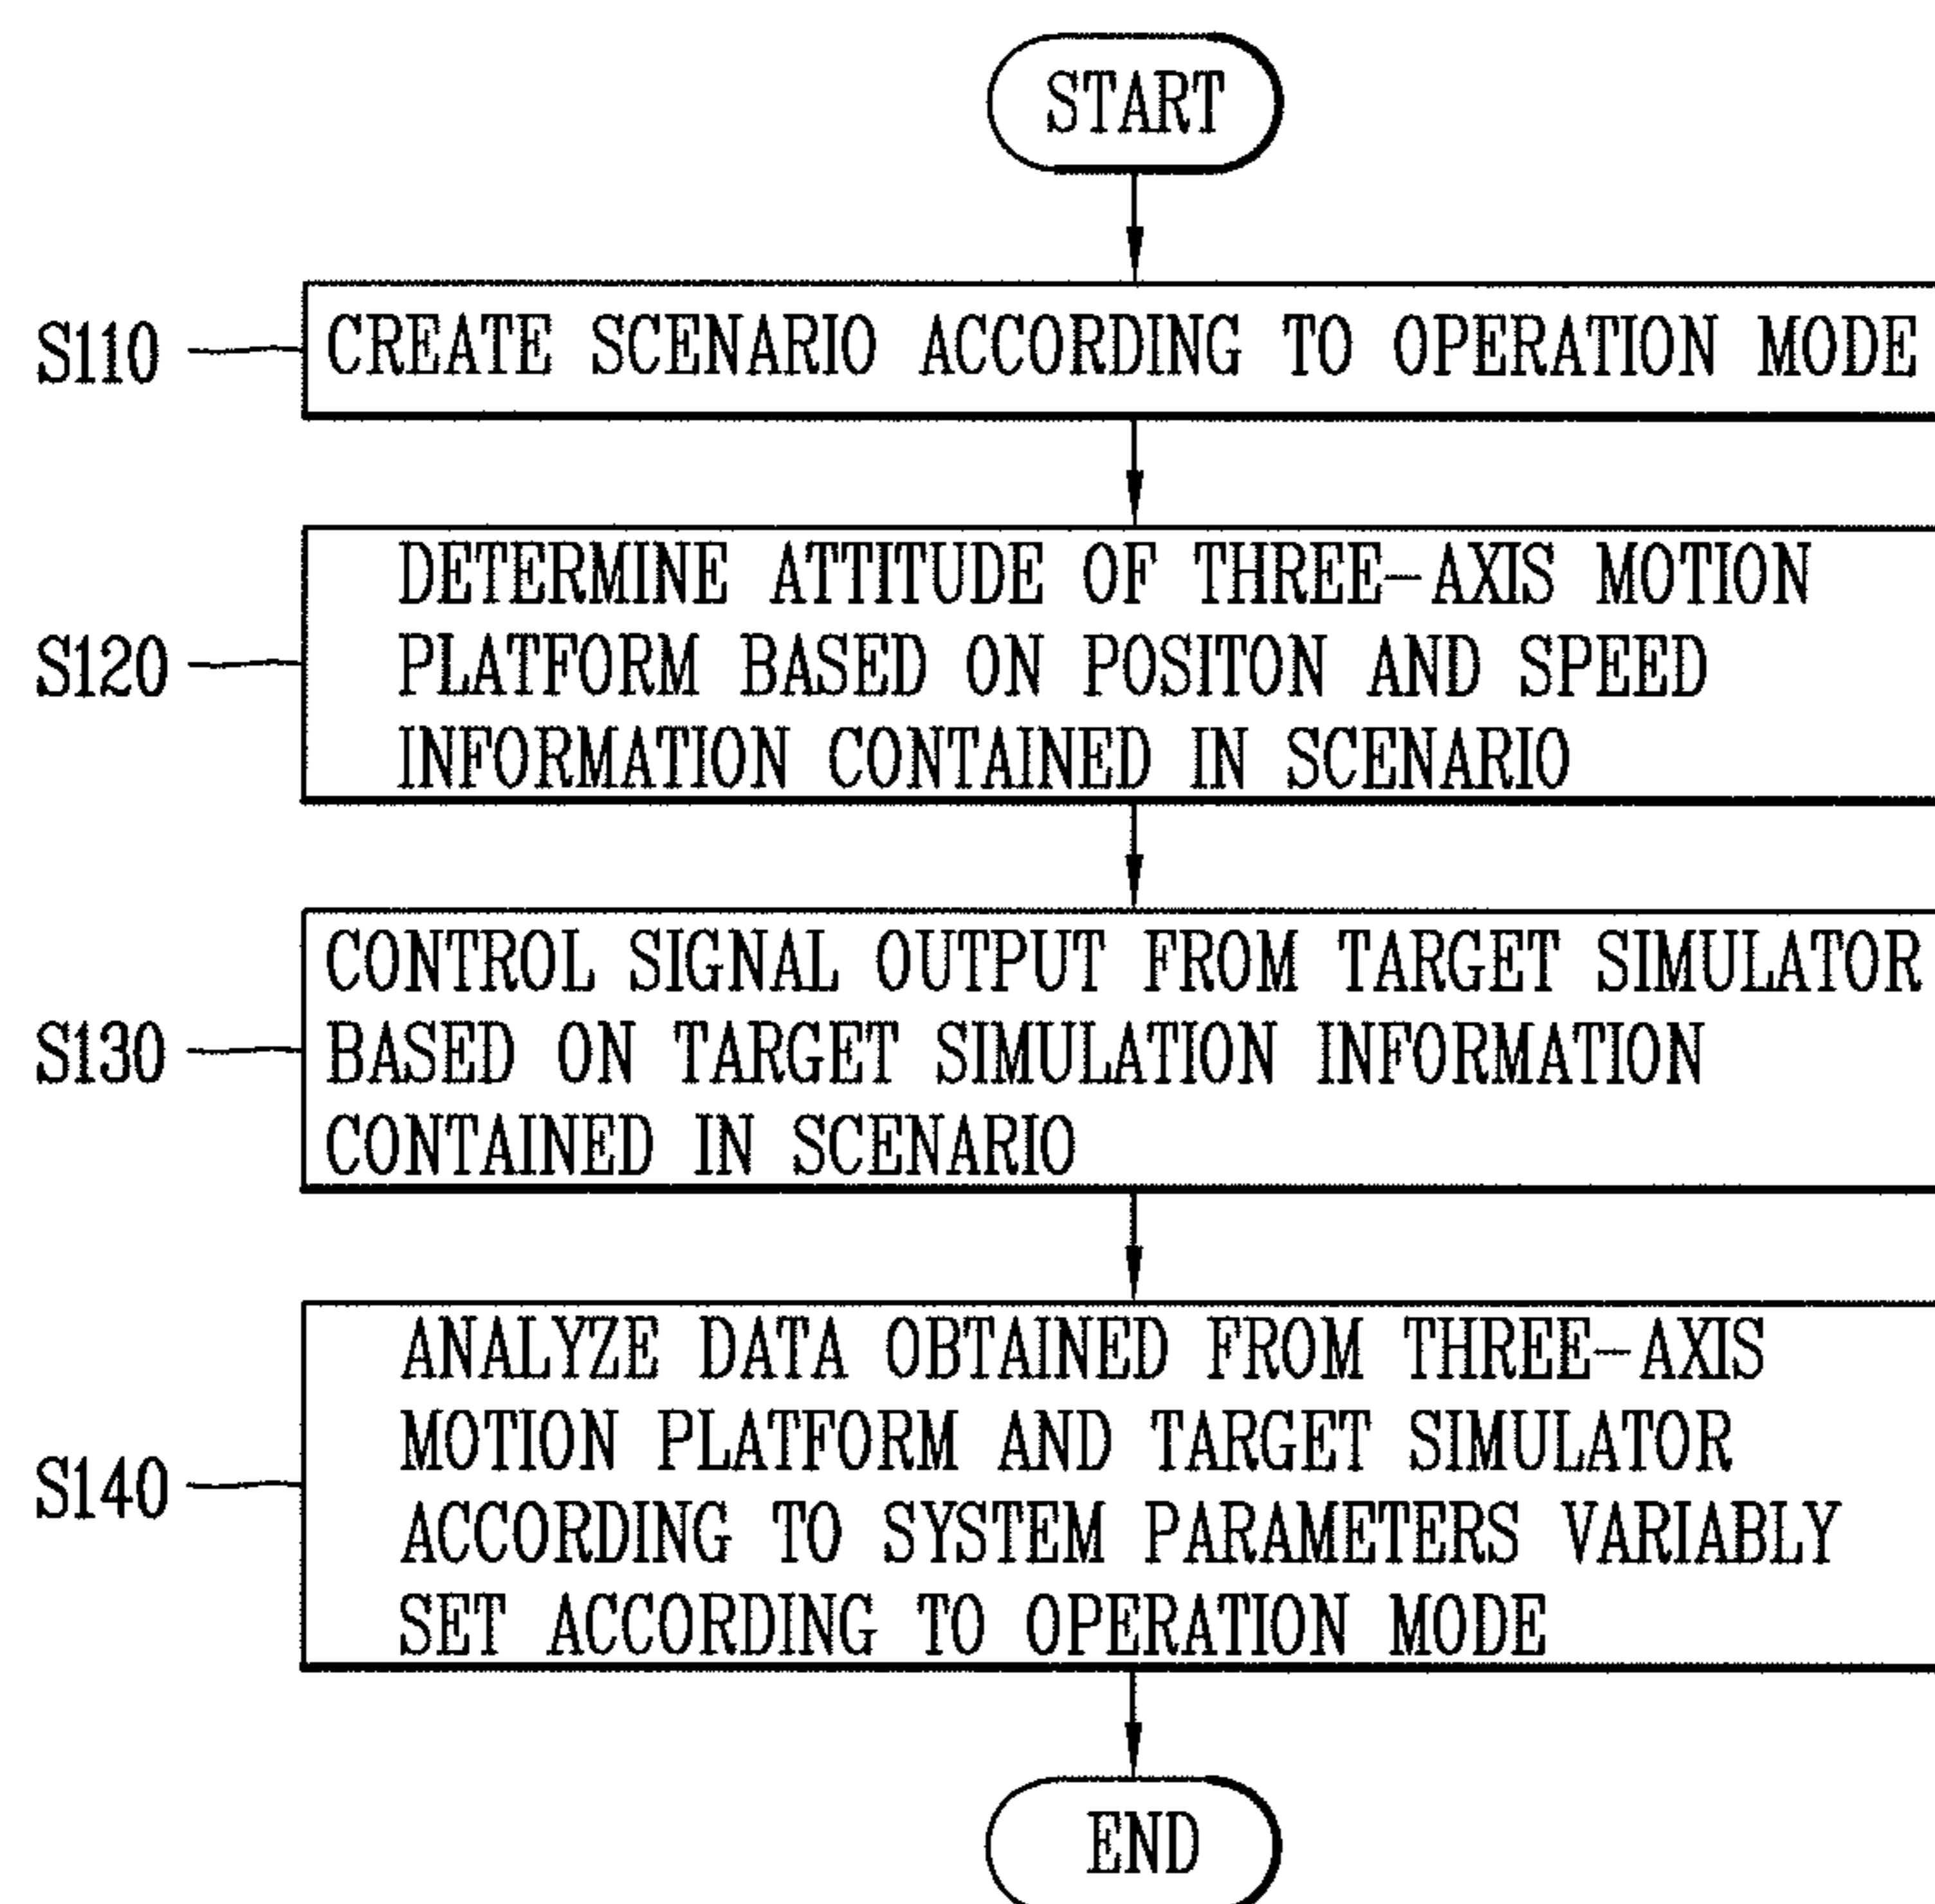 START
S110
CREATE SCENARIO ACCORDING TO OPERATION MODE
S120
DETERMINE ATTITUDE OF THREE-AXIS MOTION
PLATFORM BASED ON POSITON AND SPEED
INFORMATION CONTAINED IN SCENARIO
S130
CONTROL SIGNAL OUTPUT FROM TARGET SIMULATOR
BASED ON TARGET SIMULATION INFORMATION
CONTAINED IN SCENARIO
S140
ANALYZE DATA OBTAINED FROM THREE-AXIS
MOTION PLATFORM AND TARGET SIMULATOR
ACCORDING TO SYSTEM PARAMETERS VARIABLY
SET ACCORDING TO OPERATION MODE
END